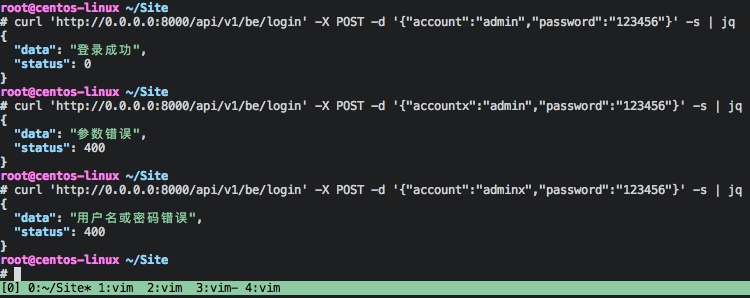 root@centos-linux ~/Site
# curl 'http://0.0.0.0:8000/api/v1/be/login' -X POST -d '{"account":"admin","password":"123456"}' -s | jq
{
  "data": "登录成功",
  "status": 0
}
root@centos-linux ~/Site
# curl 'http://0.0.0.0:8000/api/v1/be/login' -X POST -d '{"accountx":"admin","password":"123456"}' -s | jq
{
  "data": "参数错误",
  "status": 400
}
root@centos-linux ~/Site
# curl 'http://0.0.0.0:8000/api/v1/be/login' -X POST -d '{"account":"adminx","password":"123456"}' -s | jq
{
  "data": "用户名或密码错误",
  "status": 400
}
root@centos-linux ~/Site
#
[0] 0:~/Site* 1:vim  2:vim  3:vim- 4:vim